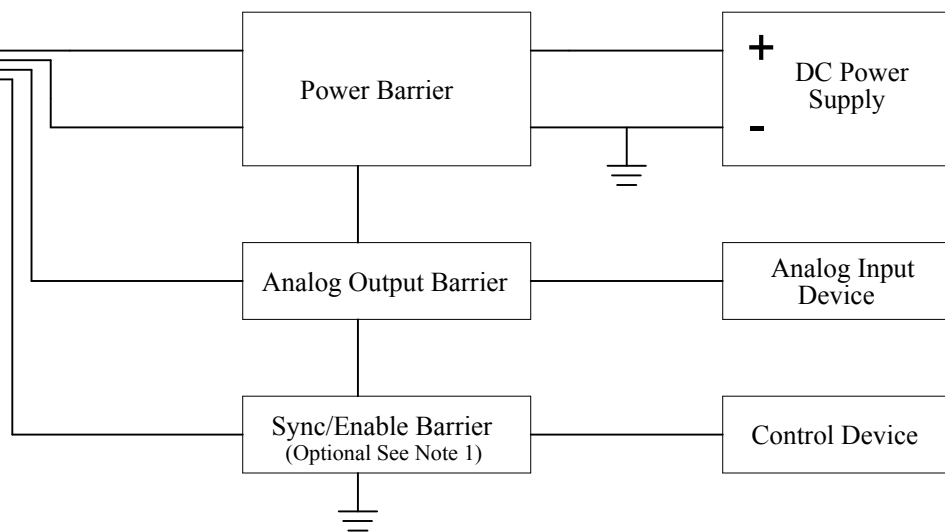 Power Barrier
+
DC Power
Supply
-
Analog Output Barrier
Analog Input
Device
Sync/Enable Barrier
(Optional See Note 1)
Control Device